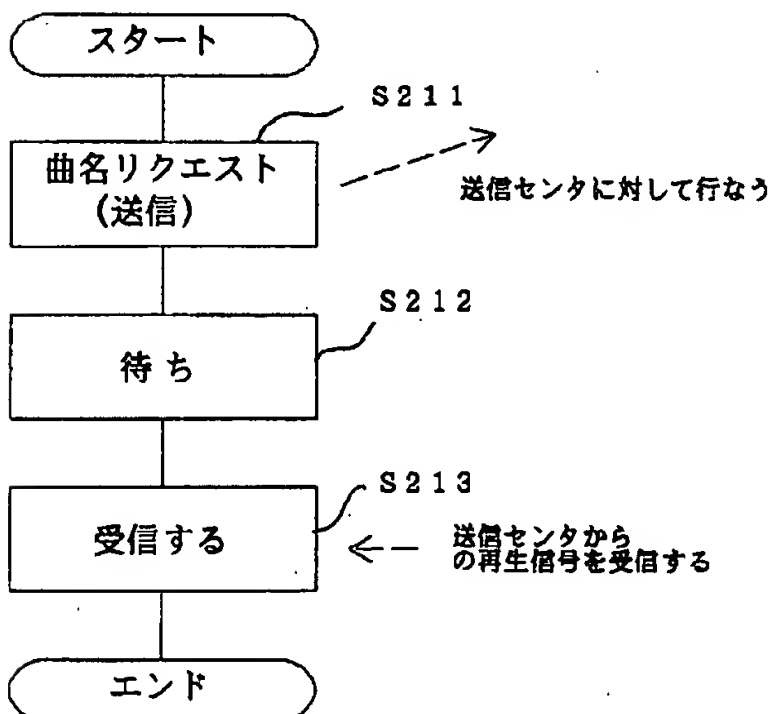 スタート
S211
曲名リクエスト
(送信)
送信センタに対して行なう
S212
待ち
S213
受信する
送信センタから
の再生信号を受信する
エンド